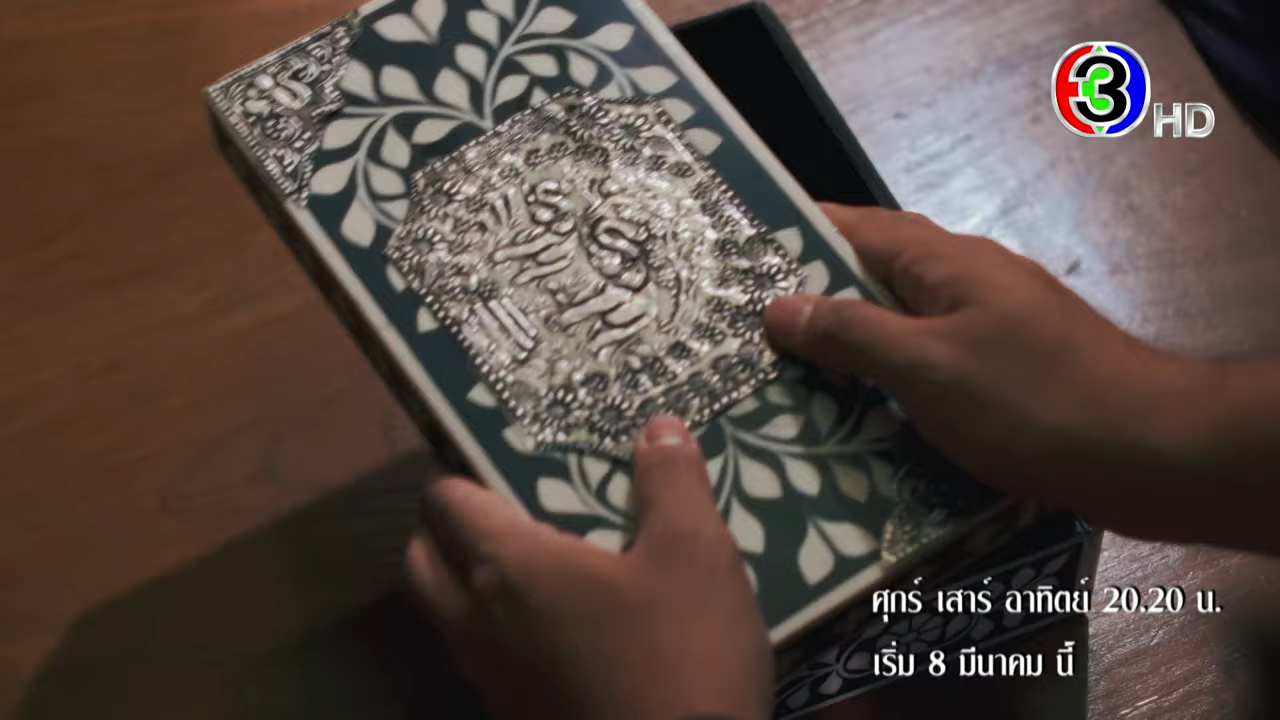 3 HD
ศุกร์ เสาร์ อาทิตย์ 20.20 น.
เริ่ม 8 มีนาคม นี้